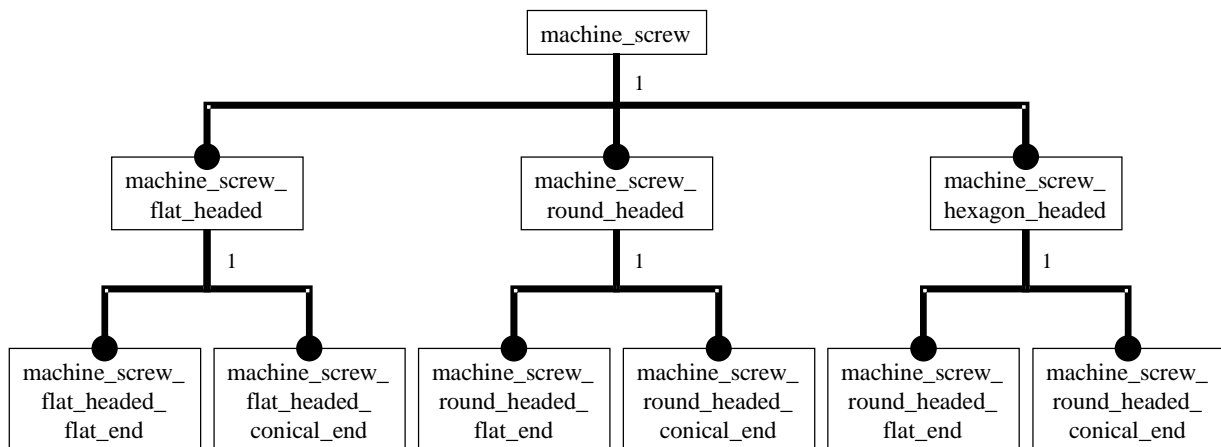 machine_screw
1
machine_screw_
flat_headed
machine_screw_
round_headed
machine_screw_
hexagon_headed
1
1
1
machine_screw_
flat_headed_
flat_end
machine_screw_
flat_headed_
conical_end
machine_screw_
round_headed_
flat_end
machine_screw_
round_headed_
conical_end
machine_screw_
round_headed_
flat_end
machine_screw_
round_headed_
conical_end